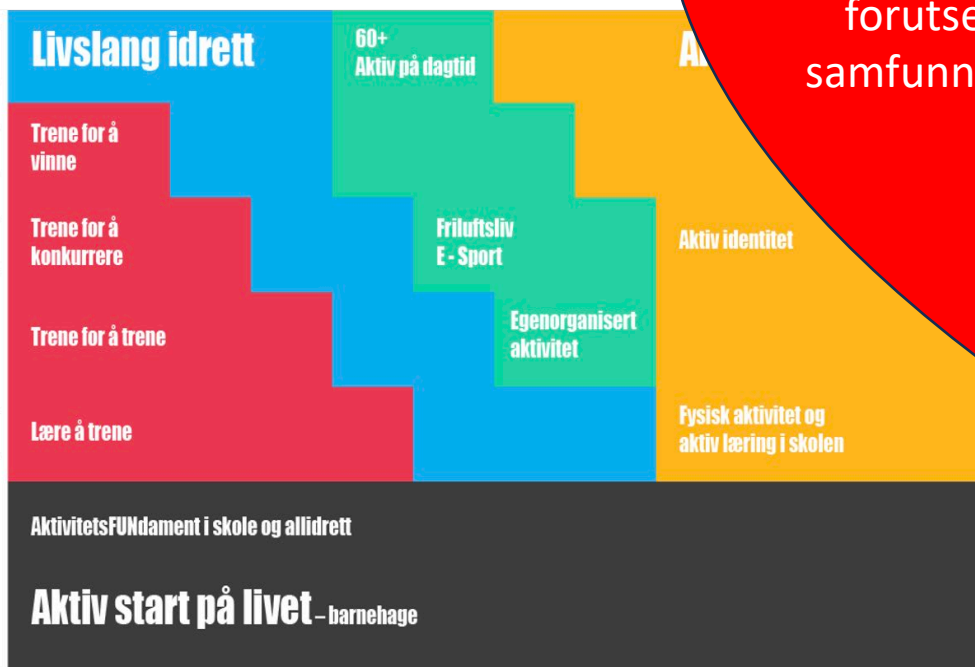 forutse
samfunn
Livslang idrett
60+
Aktiv på dagtid
Trene for å
vinne
Trene for å
konkurrere
Friluftsliv
E - Sport
Aktiv identitet
Trene for å trene
Egenorganisert
aktivitet
Lære å trene
Fysisk aktivitet og
aktiv læring i skolen
AktivitetsFUNdament i skole og allidrett
Aktiv start på livet – barnehage